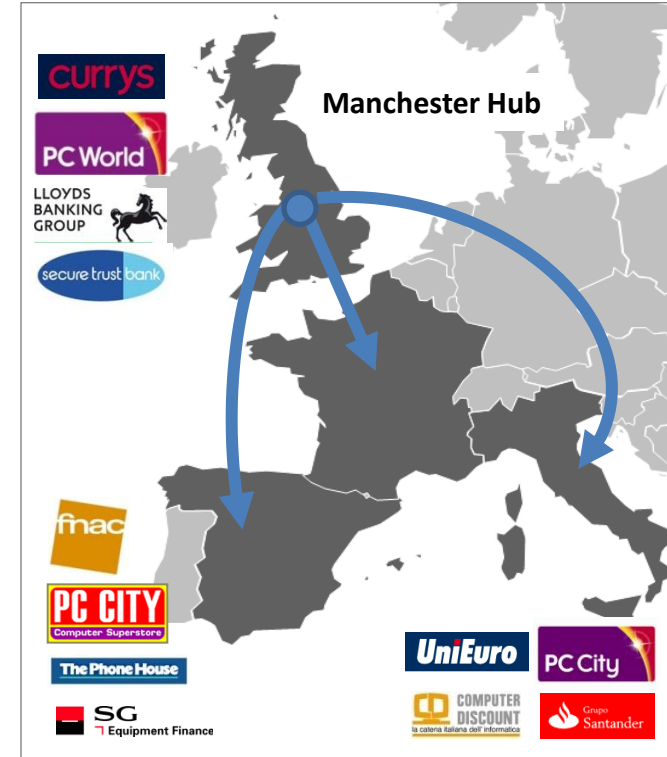 currys
Manchester Hub
PC World
LLOYDS
BANKING
GROUP
secure trust bank
fnac
PC CITY
Computer Superstore
The Phone House
SG
Equipment Finance
UniEuro
PC City
COMPUTER
DISCOUNT
la catena italiana dell' informatica
Grupo
Santander